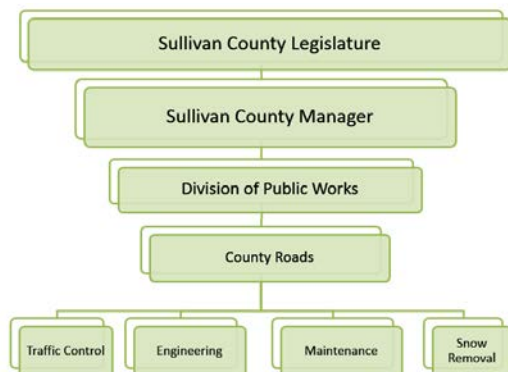 Sullivan County Legislature
Sullivan County Manager
Division of Public Works
County Roads
Traffic Control
Engineering
Maintenance
Snow
Removal